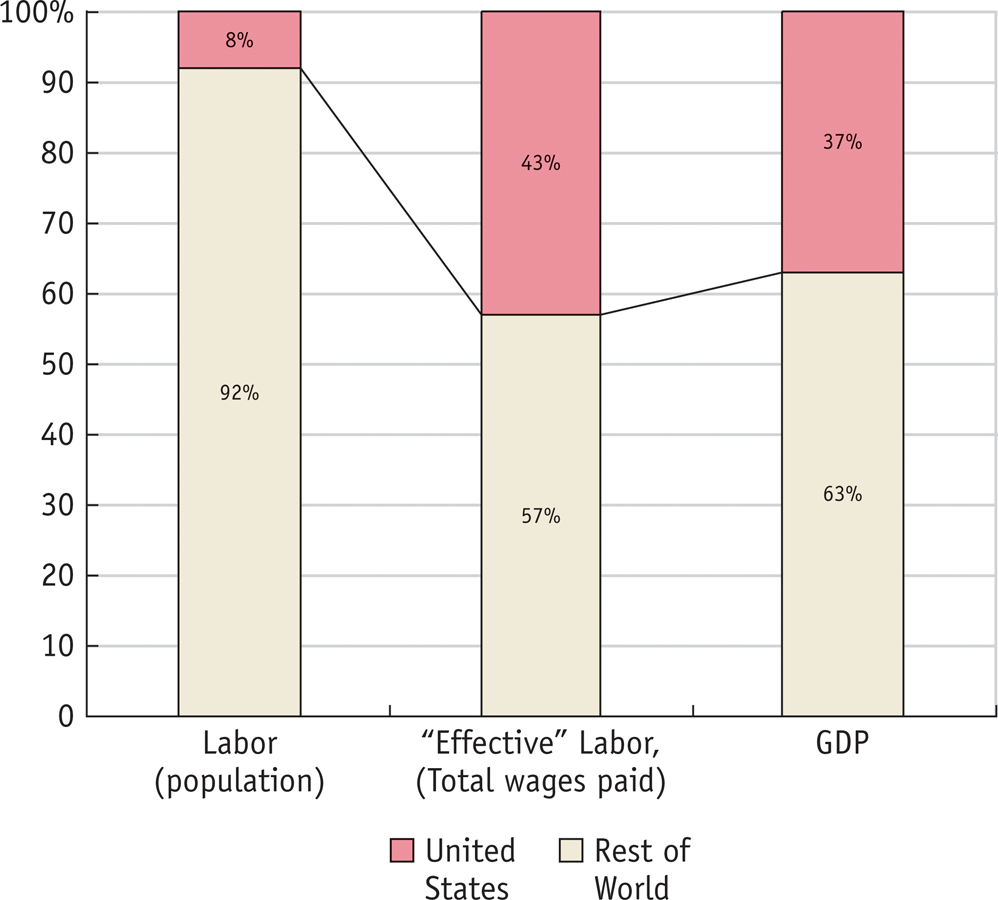 100%
90
80
70
60
50
40
30
20
10
0
8%
92%
43%
57%
37%
63%
Labor
(population)
“Effective” Labor,
(Total wages paid)
GDP
United
States
Rest of
World